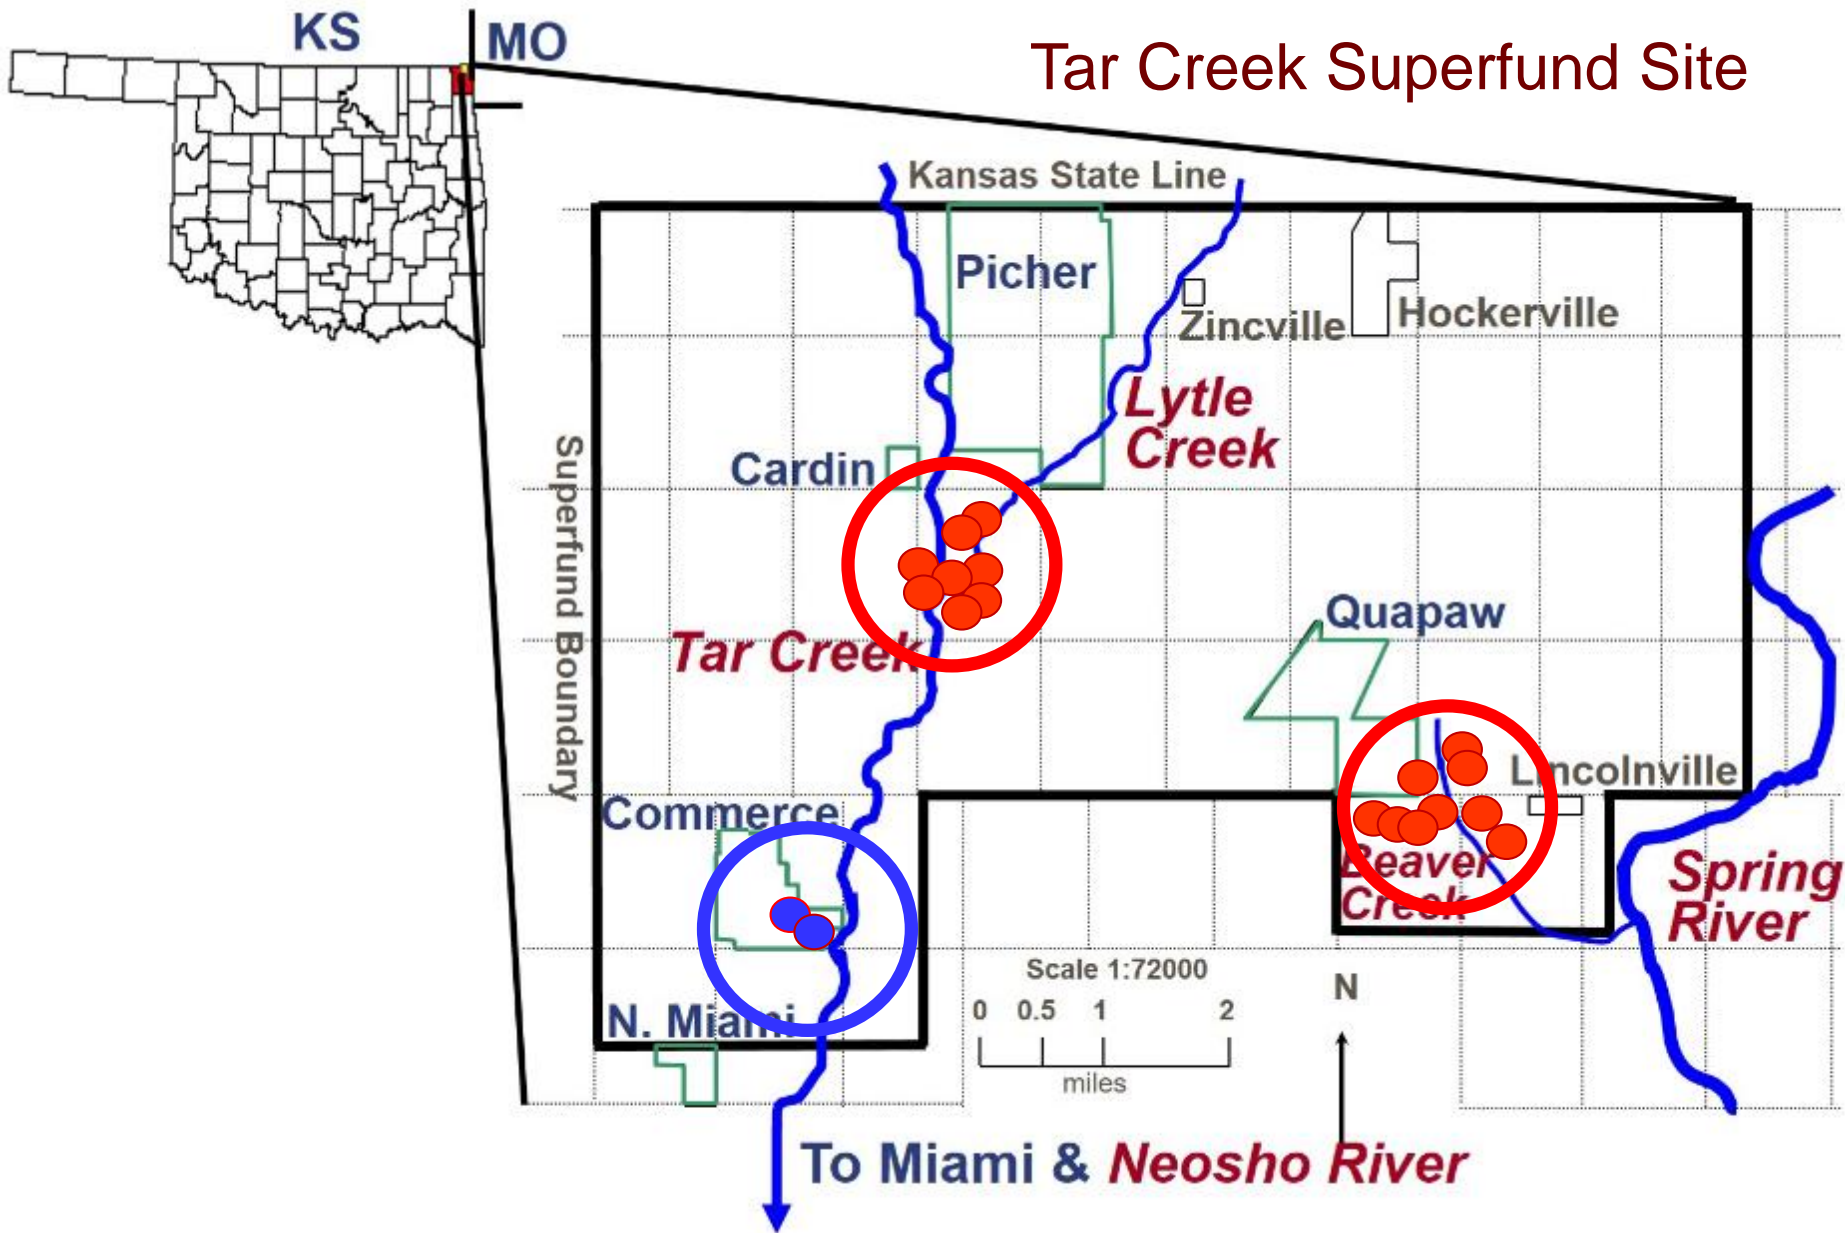 KS
MO
Tar Creek Superfund Site
Kansas State Line
Picher
Zincville
Hockerville
Lytle
Creek
Cardin
Superfund Boundary
Quapaw
Tar Creek
Lincolnville
Commerce
Beaver
Creek
Spring
River
Scale 1:72000
N
0 0.5 1 2
miles
N. Miami
To Miami & Neosho River